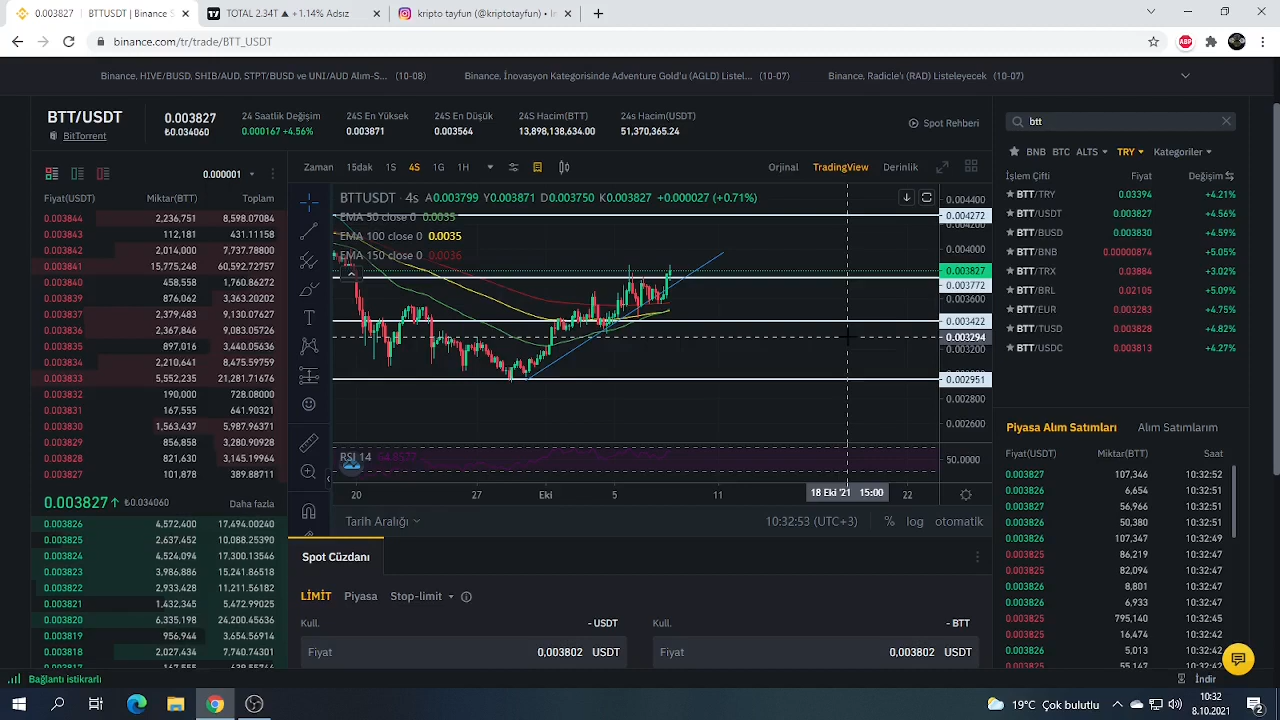 0.003827 | BTTUSDT | Binance S
TOTAL 2.34T ▲ +1.14% Adsız
kripto tayfun (@kriptotayfun) • In
binance.com/tr/trade/BTT_USDT
Binance, HIVE/BUSD, SHIB/AUD, STPT/BUSD ve UNI/AUD Alım-S... (10-08)
Binance, İnovasyon Kategorisinde Adventure Gold'u (AGLD) Listel... (10-07)
Binance, Radicle'ı (RAD) Listeleyecek (10-07)
BTT/USDT
BitTorrent
0.003827
₺0.034060
24 Saatlik Değişim
0.000167 +4.56%
24S En Yüksek
0.003871
24S En Düşük
0.003564
24S Hacim(BTT)
13,898,138,634.00
24s Hacim(USDT)
51,370,365.24
Spot Rehberi
0.000001
Fiyat(USDT) Miktar(BTT) Toplam
0.003844 2,236,751 8,598.07084
0.003843 112,181 431.11158
0.003842 2,014,000 7,737.78800
0.003841 15,775,248 60,592.72757
0.003840 458,558 1,760.86272
0.003839 876,062 3,363.20202
0.003837 2,379,483 9,130.07627
0.003836 2,367,846 9,083.05726
0.003835 897,016 3,440.05636
0.003834 2,210,641 8,475.59759
0.003833 5,552,235 21,281.71676
0.003832 190,000 728.08000
0.003831 167,555 641.90321
0.003830 1,563,437 5,987.96371
0.003829 856,858 3,280.90928
0.003828 821,630 3,145.19964
0.003827 101,878 389.88711
0.003827↑ ₺0.034060 Daha fazla
0.003826 4,572,400 17,494.00240
0.003825 2,637,452 10,088.25390
0.003824 4,524,094 17,300.13546
0.003823 3,986,886 15,241.86518
0.003822 2,933,428 11,211.56182
0.003821 1,432,345 5,472.99025
0.003820 6,335,198 24,200.45636
0.003819 956,944 3,654.56914
0.003818 2,027,434 7,740.74301
Zaman 15dak 1S 4S 1G 1H
Orjinal TradingView Derinlik
BTTUSDT · 4s A0.003799 Y0.003871 D0.003750 K0.003827 +0.000027 (+0.71%)
EMA 50 close 0 0.0035
EMA 100 close 0 0.0035
EMA 150 close 0 0.0036
RSI 14 54.8577
0.004400
0.004272
0.004200
0.004000
0.003827
0.003772
0.003600
0.003422
0.003294
0.003200
0.002951
0.002800
0.002600
50.0000
20 27 Eki 5 11 18 Eki '21 15:00 22
Tarih Aralığı
10:32:53 (UTC+3) % log otomatik
Spot Cüzdanı
LİMİT Piyasa Stop-limit
Kull. - USDT
Fiyat 0,003802 USDT
Kull. - BTT
Fiyat 0,003802 USDT
btt
BNB BTC ALTS TRY Kategoriler
İşlem Çifti Fiyat Değişim
BTT/TRY 0.03394 +4.21%
BTT/USDT 0.003827 +4.56%
BTT/BUSD 0.003830 +4.59%
BTT/BNB 0.00000874 +5.05%
BTT/TRX 0.03884 +3.02%
BTT/BRL 0.02105 +5.09%
BTT/EUR 0.003283 +4.75%
BTT/TUSD 0.003828 +4.82%
BTT/USDC 0.003813 +4.27%
Piyasa Alım Satımları Alım Satımlarım
Fiyat(USDT) Miktar(BTT) Saat
0.003827 107,346 10:32:52
0.003826 6,654 10:32:51
0.003827 56,966 10:32:51
0.003826 50,380 10:32:51
0.003826 107,347 10:32:49
0.003825 86,219 10:32:47
0.003825 82,094 10:32:47
0.003826 8,801 10:32:47
0.003826 6,933 10:32:47
0.003825 795,140 10:32:45
0.003825 16,474 10:32:42
0.003826 5,013 10:32:42
0.003825 55,147 10:32:42
Bağlantı istikrarlı
İndir
19°C Çok bulutlu
10:32
8.10.2021
2